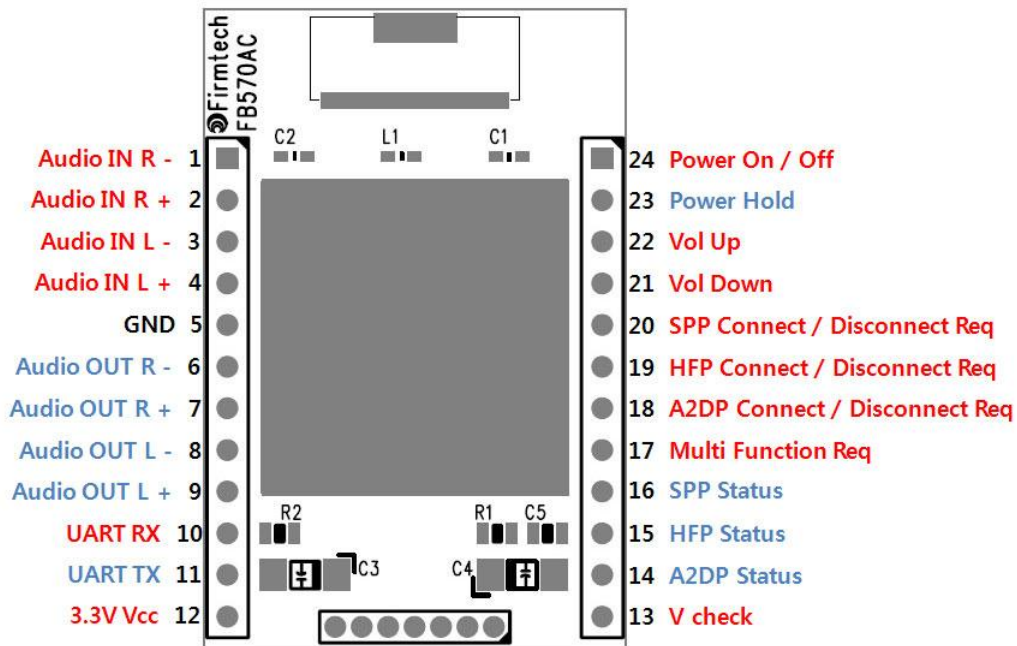 Firmtech
FB570AC
C2 L1 C1
Audio IN R - 1
Audio IN R + 2
Audio IN L - 3
Audio IN L + 4
GND 5
Audio OUT R - 6
Audio OUT R + 7
Audio OUT L - 8
Audio OUT L + 9
UART RX 10
UART TX 11
3.3V Vcc 12
24 Power On / Off
23 Power Hold
22 Vol Up
21 Vol Down
20 SPP Connect / Disconnect Req
19 HFP Connect / Disconnect Req
18 A2DP Connect / Disconnect Req
17 Multi Function Req
16 SPP Status
15 HFP Status
14 A2DP Status
13 V check
R2 R1 C5
C3 C4